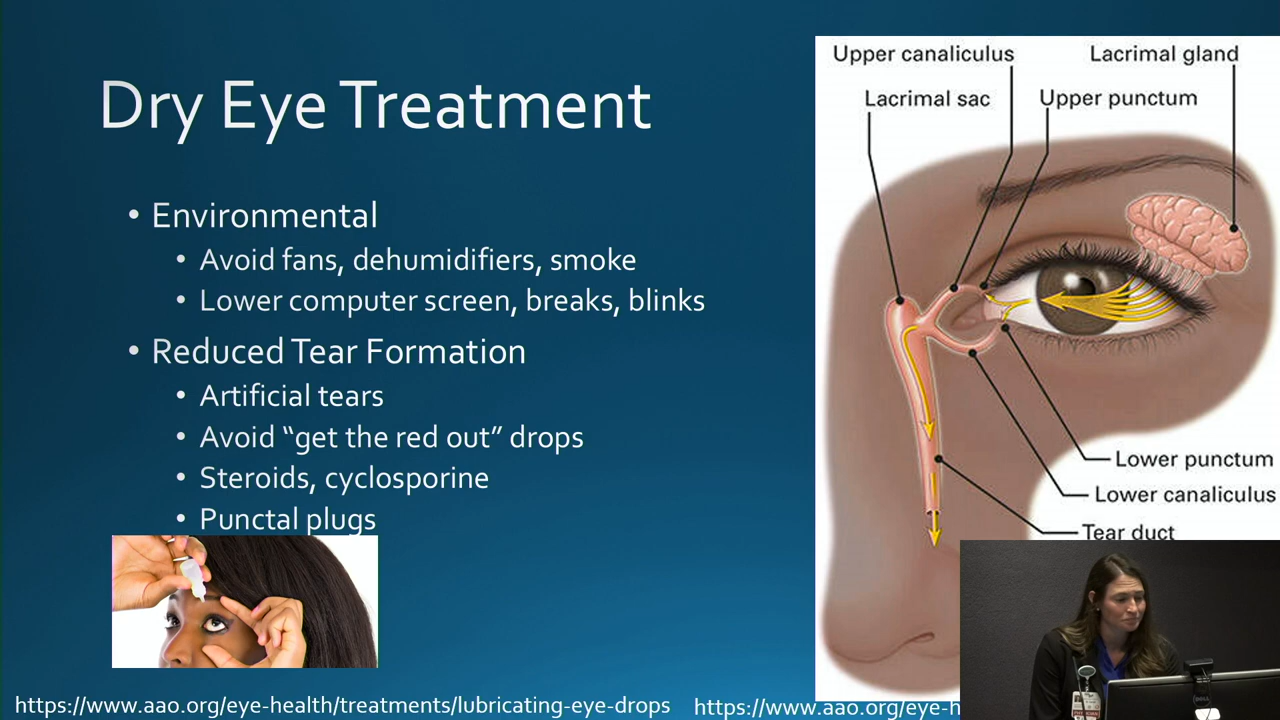 Dry Eye Treatment
• Environmental
• Avoid fans, dehumidifiers, smoke
• Lower computer screen, breaks, blinks
• Reduced Tear Formation
• Artificial tears
• Avoid “get the red out” drops
• Steroids, cyclosporine
• Punctal plugs
https://www.aao.org/eye-health/treatments/lubricating-eye-drops
Upper canaliculus
Lacrimal gland
Lacrimal sac
Upper punctum
Lower punctum
Lower canaliculus
Tear duct
https://www.aao.org/eye-h
DELL